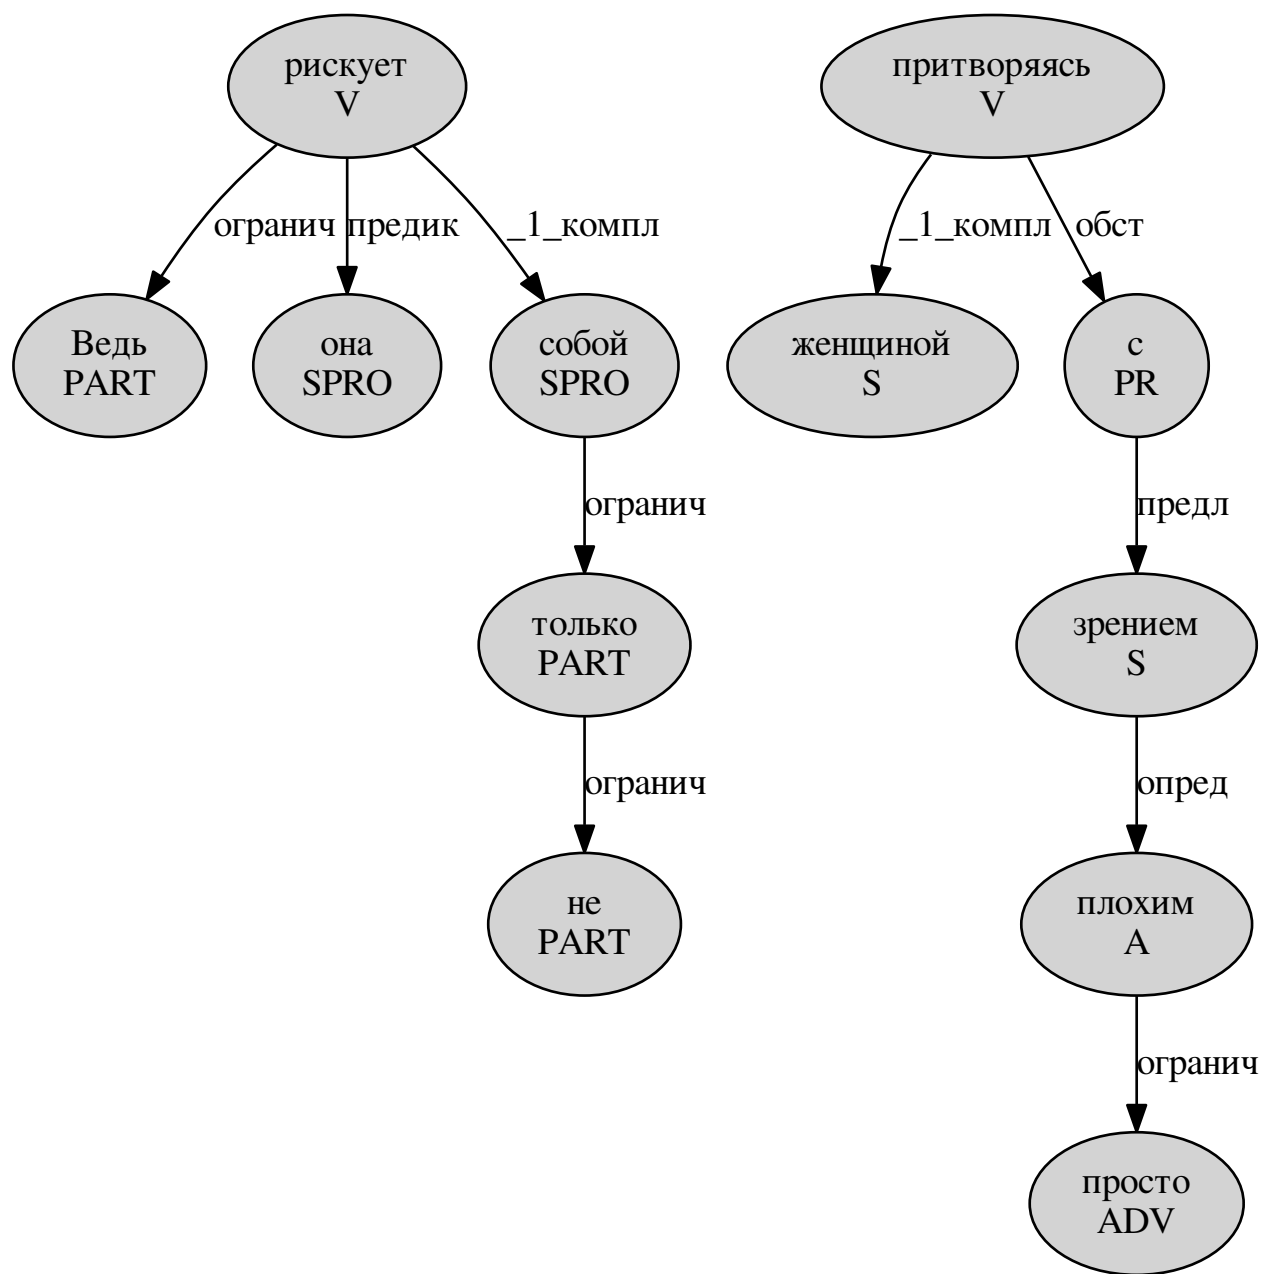 рискует
V
притворяясь
V
огранич
предик
_1_компл
_1_компл
обст
Ведь
PART
она
SPRO
собой
SPRO
женщиной
S
с
PR
огранич
предл
только
PART
зрением
S
огранич
опред
не
PART
плохим
A
огранич
просто
ADV